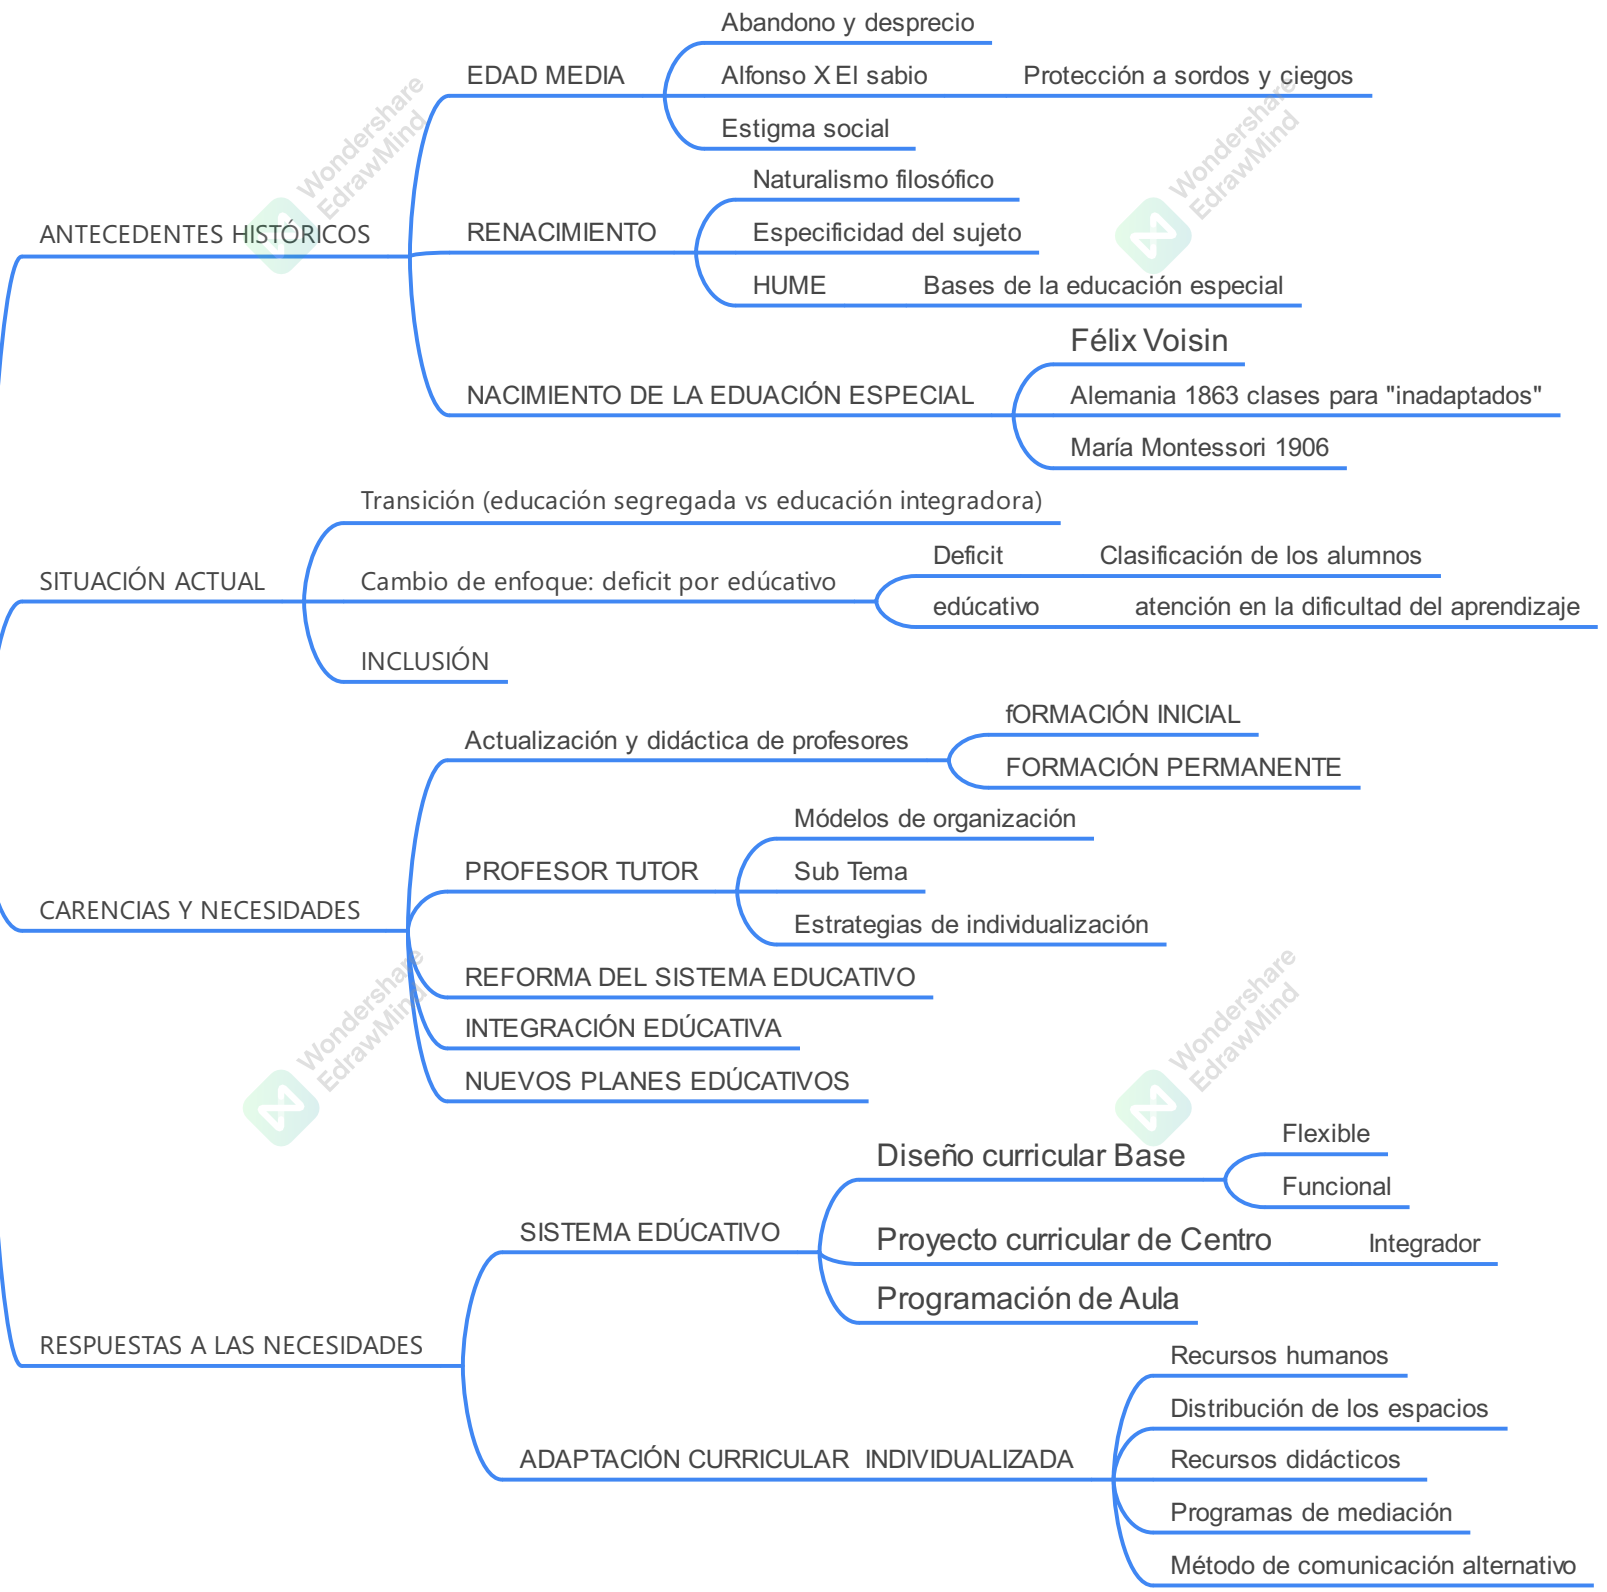 Abandono y desprecio
EDAD MEDIA
Alfonso X El sabio
Protección a sordos y ciegos
Estigma social
Naturalismo filosófico
ANTECEDENTES HISTÓRICOS
RENACIMIENTO
Especificidad del sujeto
HUME
Bases de la educación especial
Félix Voisin
NACIMIENTO DE LA EDUACIÓN ESPECIAL
Alemania 1863 clases para "inadaptados"
María Montessori 1906
Transición (educación segregada vs educación integradora)
SITUACIÓN ACTUAL
Cambio de enfoque: deficit por edúcativo
Deficit
Clasificación de los alumnos
edúcativo
atención en la dificultad del aprendizaje
INCLUSIÓN
Actualización y didáctica de profesores
fORMACIÓN INICIAL
FORMACIÓN PERMANENTE
CARENCIAS Y NECESIDADES
PROFESOR TUTOR
Módelos de organización
Sub Tema
Estrategias de individualización
REFORMA DEL SISTEMA EDUCATIVO
INTEGRACIÓN EDÚCATIVA
NUEVOS PLANES EDÚCATIVOS
RESPUESTAS A LAS NECESIDADES
SISTEMA EDÚCATIVO
Diseño curricular Base
Flexible
Funcional
Proyecto curricular de Centro
Integrador
Programación de Aula
ADAPTACIÓN CURRICULAR  INDIVIDUALIZADA
Recursos humanos
Distribución de los espacios
Recursos didácticos
Programas de mediación
Método de comunicación alternativo
Wondershare
EdrawMind
Wondershare
EdrawMind
Wondershare
EdrawMind
Wondershare
EdrawMind